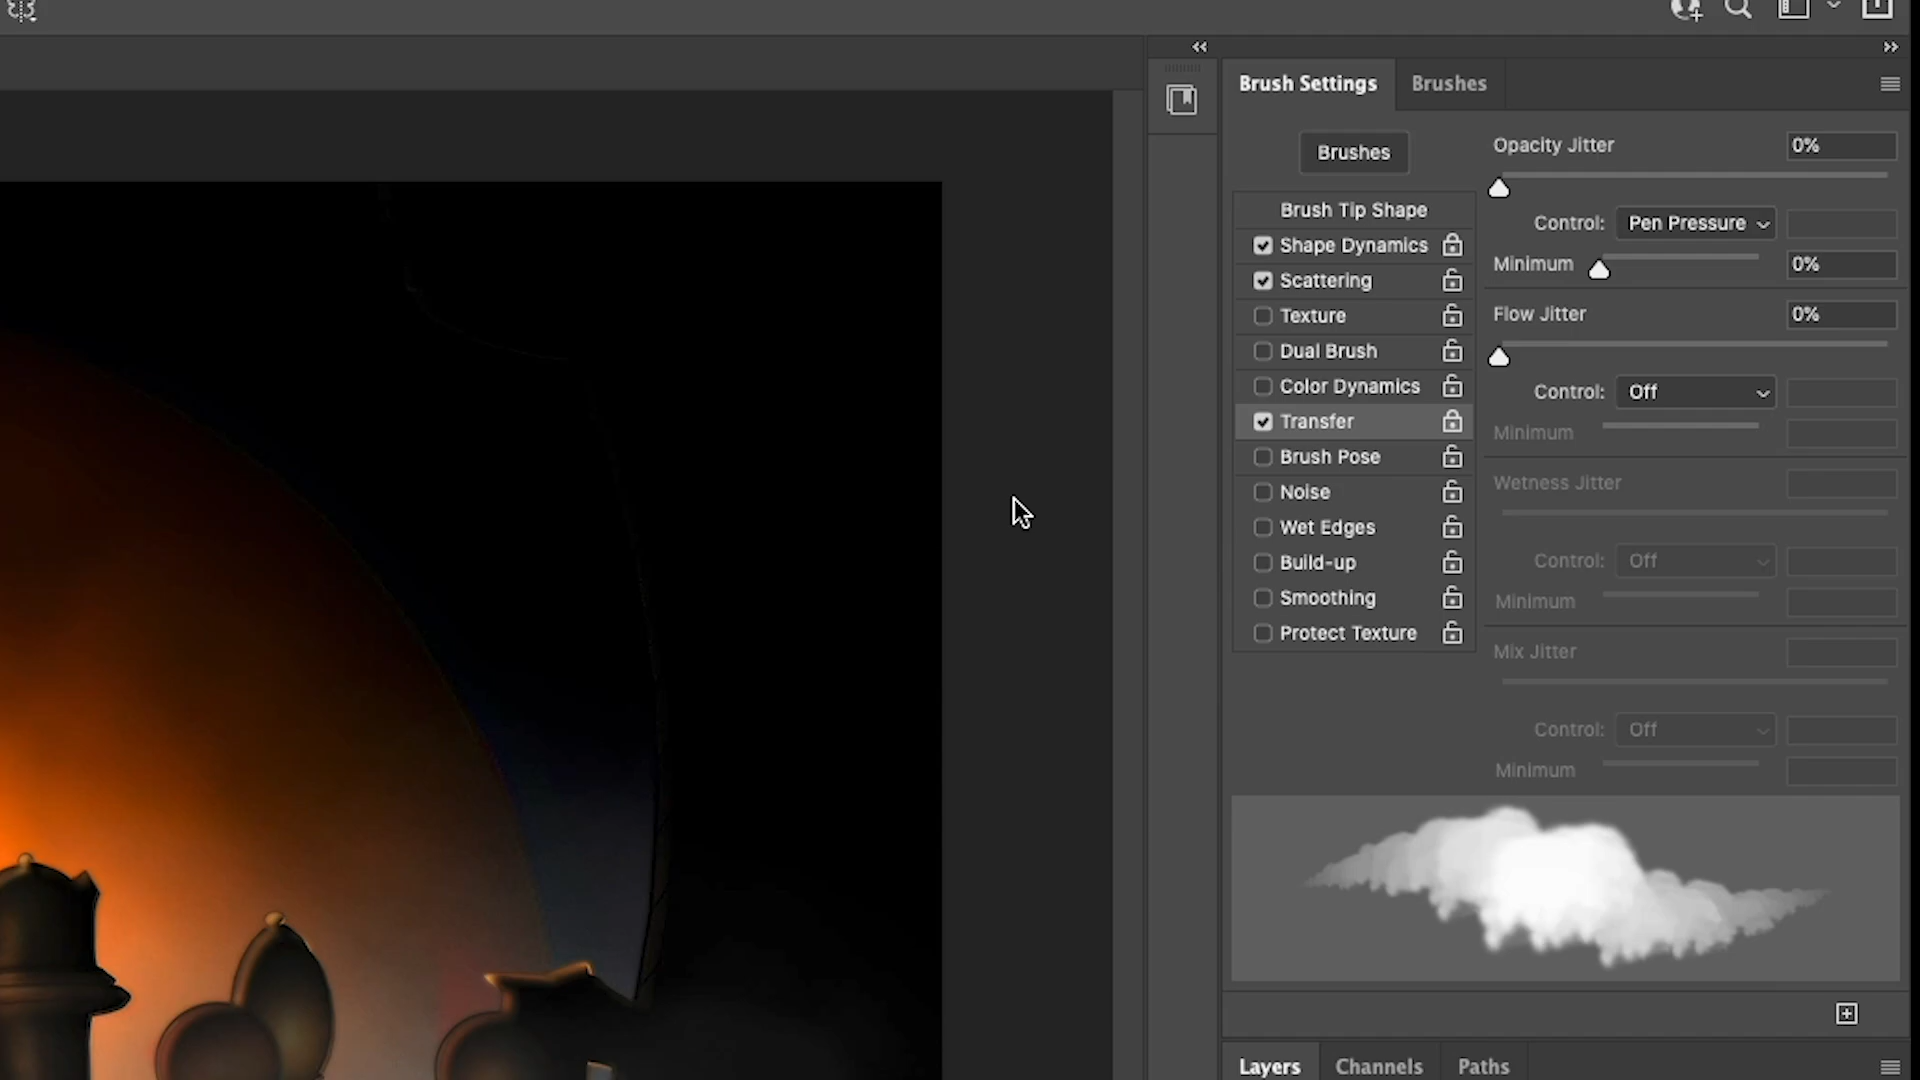 Brush Settings
Brushes
Brushes
Opacity Jitter
0%
Control:
Pen Pressure
Minimum
0%
Flow Jitter
0%
Control:
Off
Minimum
Wetness Jitter
Control:
Off
Minimum
Mix Jitter
Control:
Off
Minimum
Brush Tip Shape
Shape Dynamics
Scattering
Texture
Dual Brush
Color Dynamics
Transfer
Brush Pose
Noise
Wet Edges
Build-up
Smoothing
Protect Texture
Layers
Channels
Paths